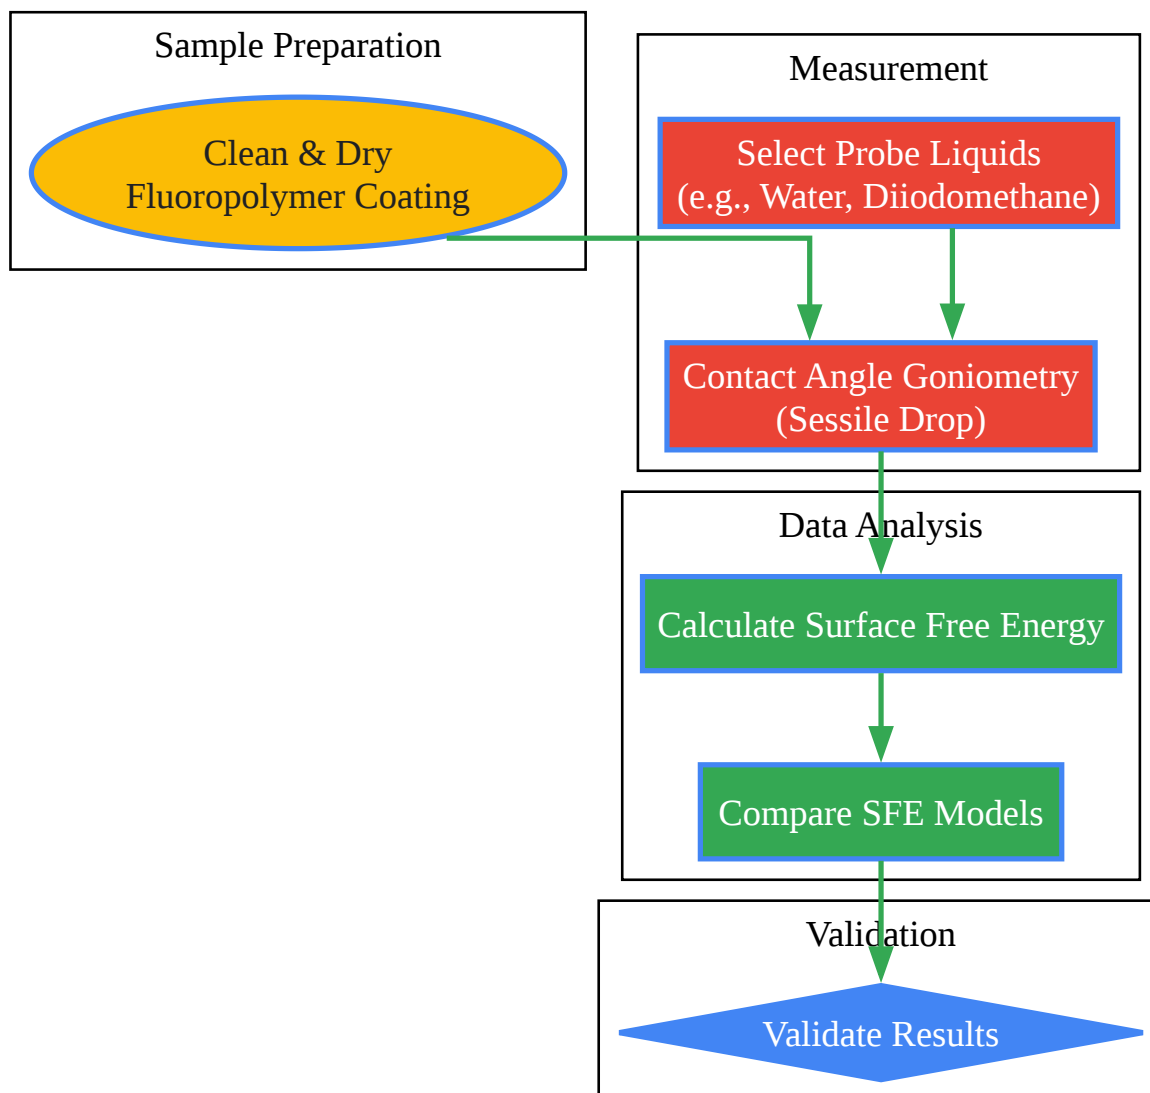 Sample Preparation
Clean & Dry
Fluoropolymer Coating
Measurement
Select Probe Liquids
(e.g., Water, Diiodomethane)
Contact Angle Goniometry
(Sessile Drop)
Data Analysis
Calculate Surface Free Energy
Compare SFE Models
Validation
Validate Results